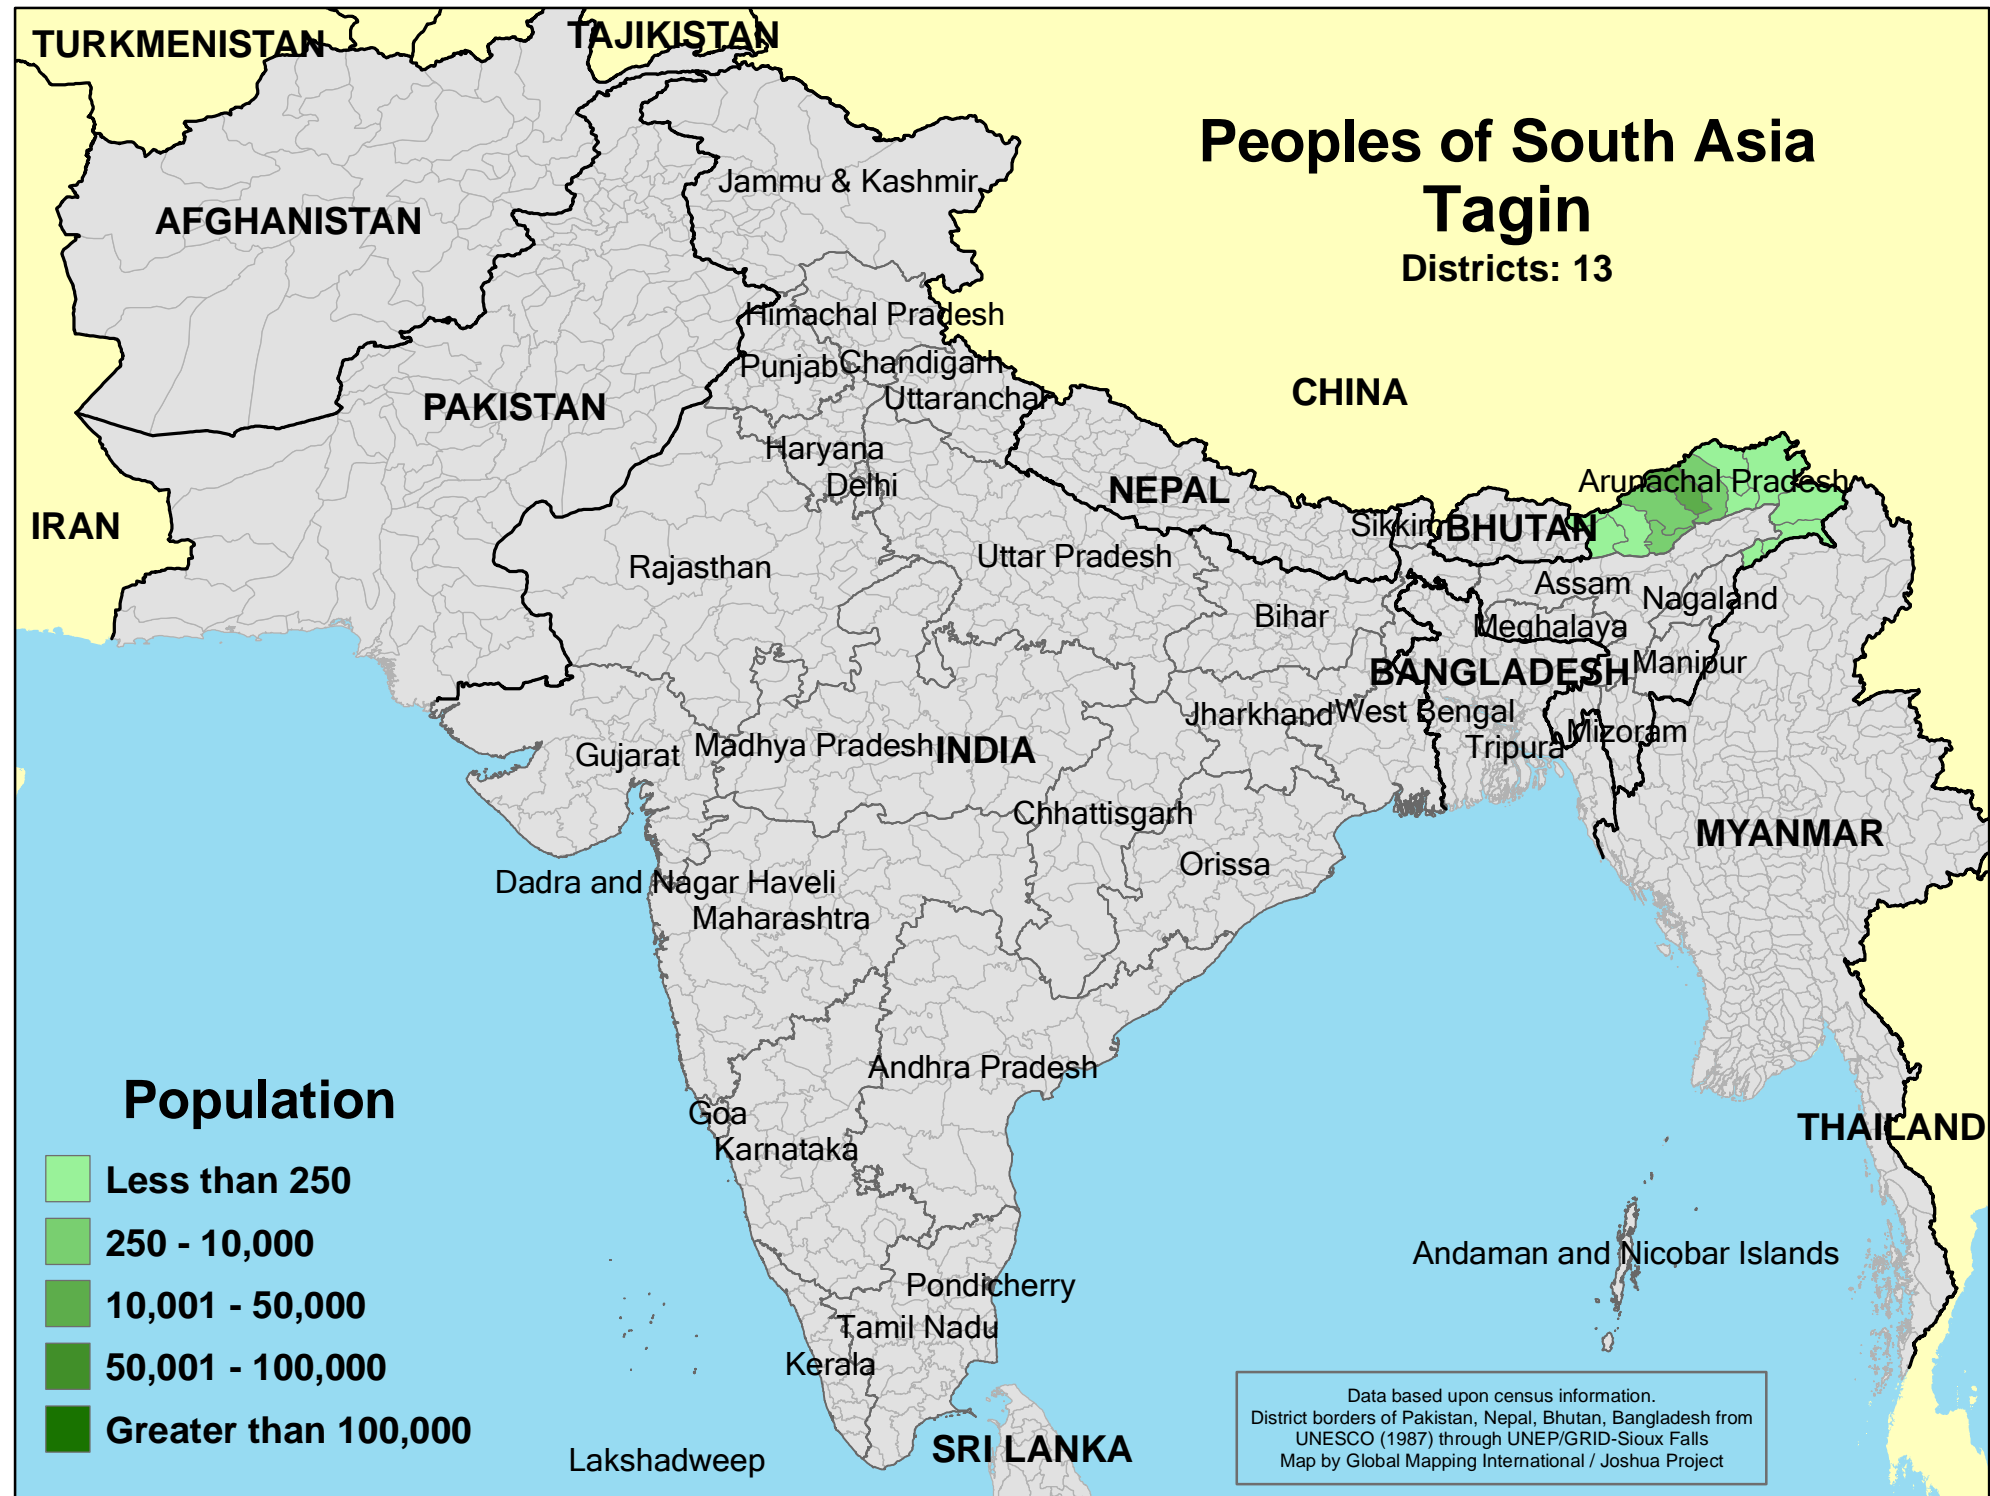 TURKMENISTAN
TAJIKISTAN
Peoples of South Asia
Tagin
Districts: 13
Jammu & Kashmir
AFGHANISTAN
Himachal Pradesh
Punjab
Chandigarh
Uttaranchal
CHINA
PAKISTAN
Haryana
Delhi
NEPAL
Arunachal Pradesh
IRAN
Sikkim
BHUTAN
Rajasthan
Uttar Pradesh
Assam
Nagaland
Bihar
Meghalaya
BANGLADESH
Manipur
Jharkhand
West Bengal
Gujarat
Madhya Pradesh
INDIA
Tripura
Mizoram
Chhattisgarh
MYANMAR
Orissa
Dadra and Nagar Haveli
Maharashtra
Andhra Pradesh
Goa
Karnataka
THAILAND
Andaman and Nicobar Islands
Pondicherry
Tamil Nadu
Kerala
Lakshadweep
SRI LANKA
Population
Less than 250
250 - 10,000
10,001 - 50,000
50,001 - 100,000
Greater than 100,000
Data based upon census information.
District borders of Pakistan, Nepal, Bhutan, Bangladesh from
UNESCO (1987) through UNEP/GRID-Sioux Falls
Map by Global Mapping International / Joshua Project